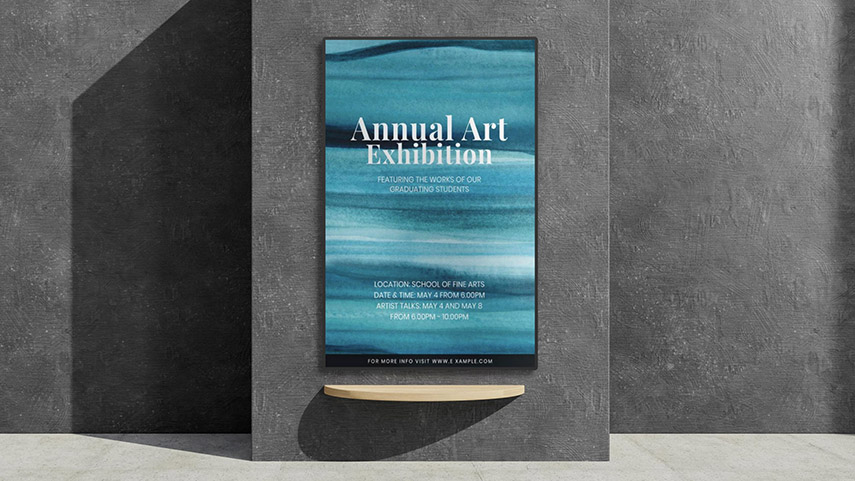 Annual Art
Exhibition
FEATURING THE WORKS OF OUR
GRADUATING STUDENTS
LOCATION: SCHOOL OF FINE ARTS
DATE & TIME: MAY 4 FROM 6:00PM
ARTIST TALKS: MAY 4 AND MAY 8
FROM 6.00PM - 10:00PM
FOR MORE INFO VISIT WWW.E XAMPLE.COM